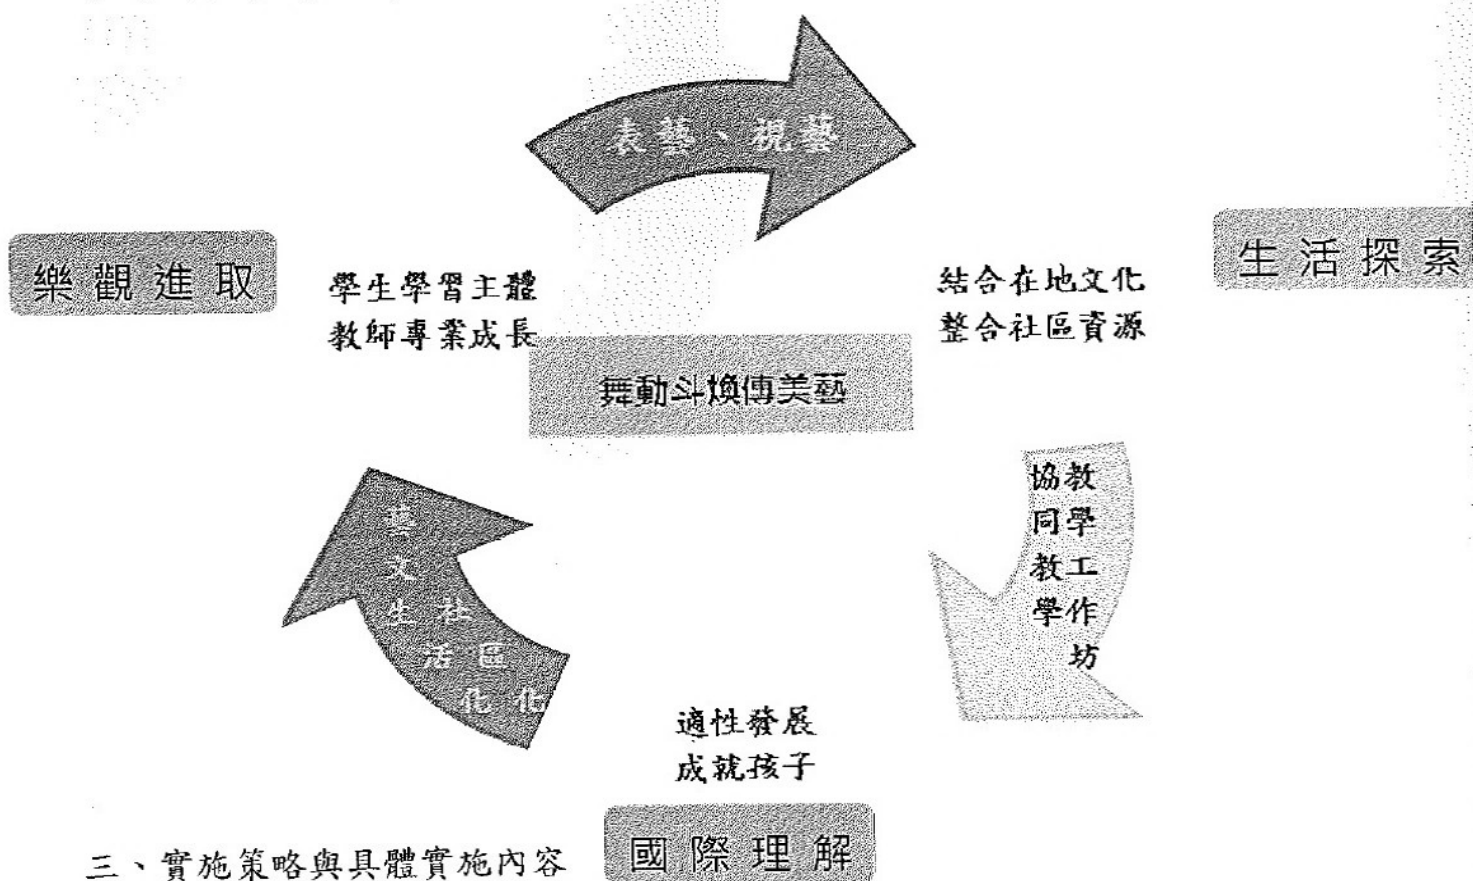 表藝、視藝
樂觀進取
學生學習主體
教師專業成長
結合在地文化
整合社區資源
生活探索
舞動斗煥傳美藝
教學工作坊
協同教學
藝文生活化
社區化
適性發展
成就孩子
國際理解
三、實施策略與具體實施內容